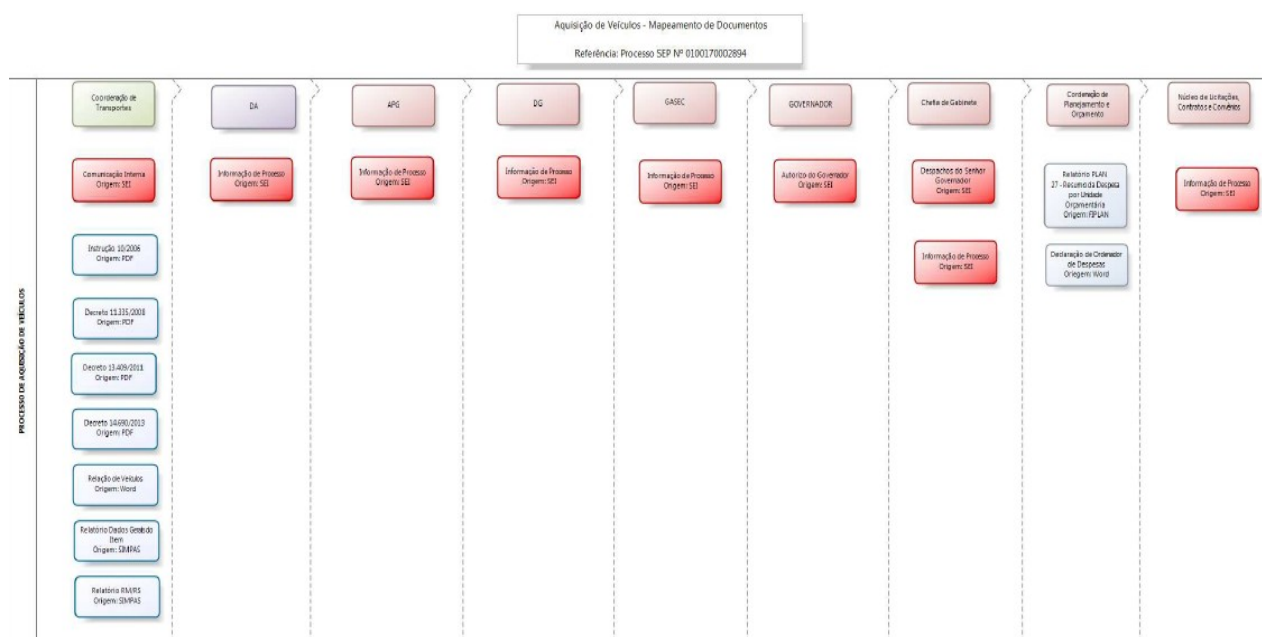 Aquisição de Veículos - Mapeamento de Documentos
Referência: Processo SEP Nº 0100170002894
PROCESSO DE AQUISIÇÃO DE VEÍCULOS
Coordenação de
Transportes
DA
APG
DG
GASEC
GOVERNADOR
Chefia de Gabinete
Cordenação de
Planejamento e
Orçamento
Núcleo de Licitações,
Contratos e Convênios
Comunicação Interna
Origem: SEI
Informação de Processo
Origem: SEI
Informação de Processo
Origem: SEI
Informação de Processo
Origem: SEI
Informação de Processo
Origem: SEI
Autorizo do Governador
Origem: SEI
Despachos do Senhor
Governador
Origem: SEI
Relatório PLAN
27 - Resumo da Despesa
por Unidade
Orçamentária
Origem: FIPLAN
Informação de Processo
Origem: SEI
Instrução 10/2006
Origem: PDF
Informação de Processo
Origem: SEI
Declaração de Ordenador
de Despesas
Oriegem: Word
Decreto 11.335/2008
Origem: PDF
Decreto 13.409/2011
Origem: PDF
Decreto 14.690/2013
Origem: PDF
Relação de Veículos
Origem: Word
Relatório Dados Gerais do
Item
Origem: SIMPAS
Relatório RM/RS
Origem: SIMPAS